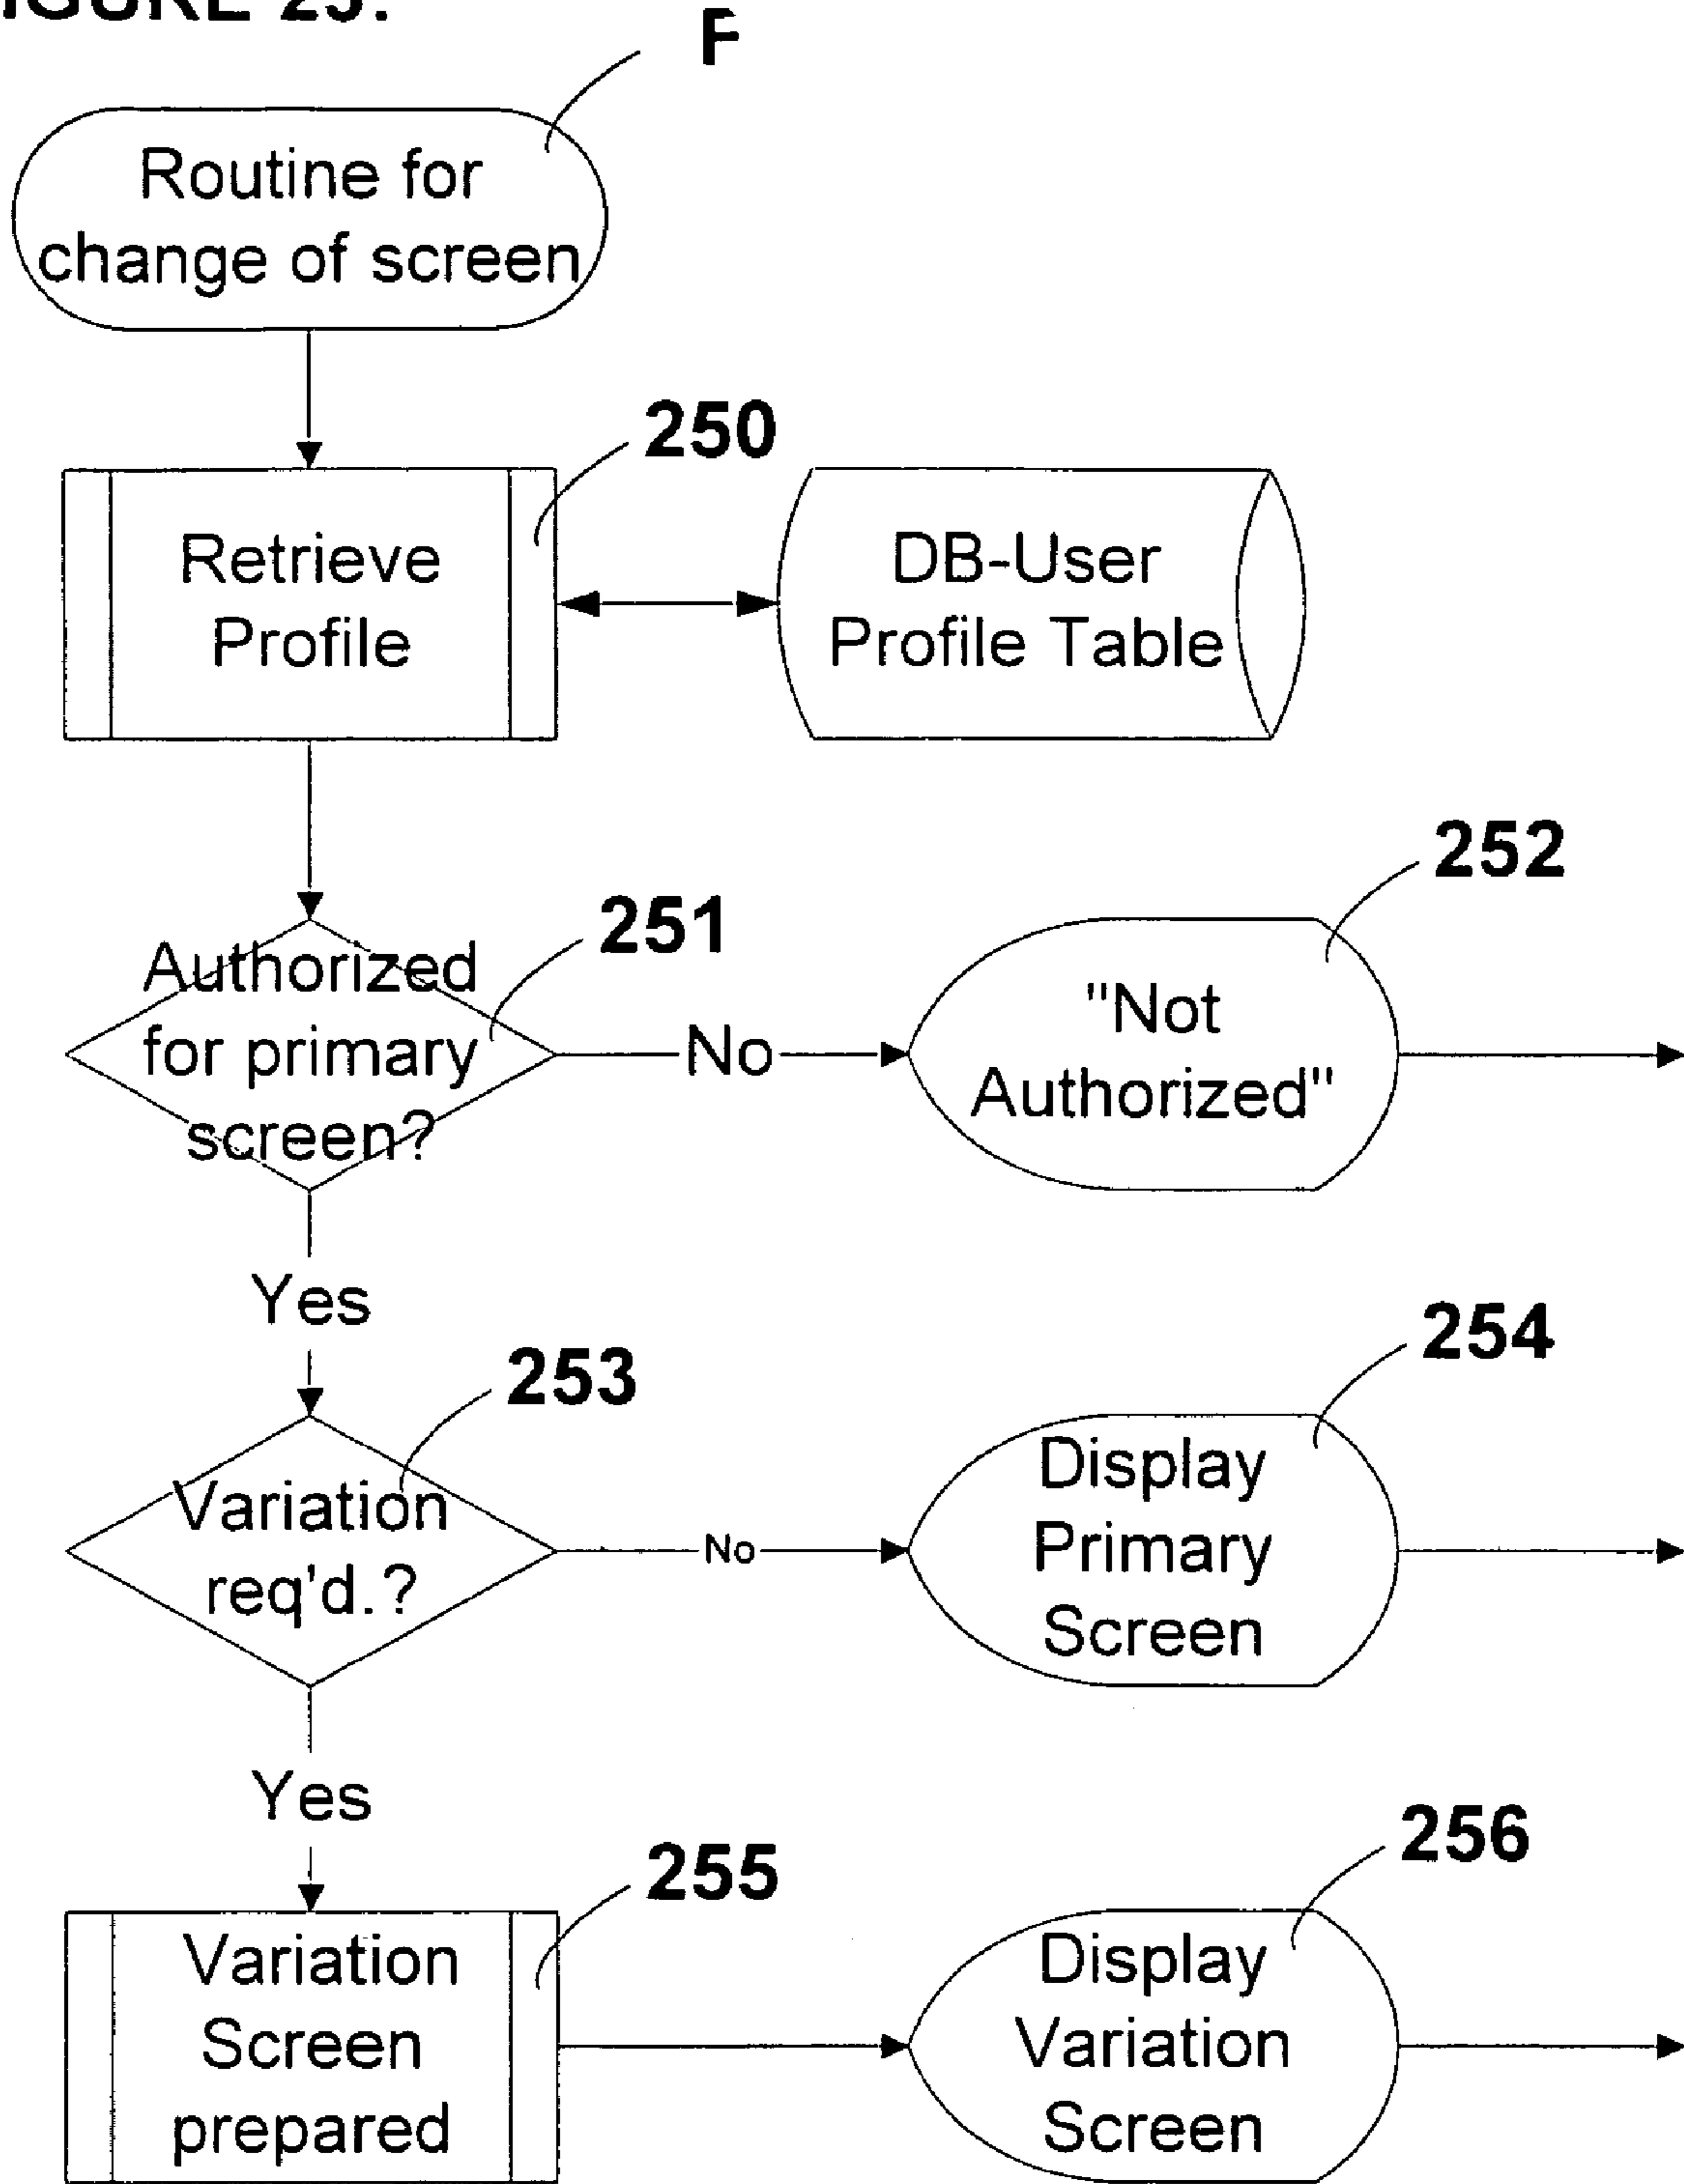 FIGURE 25.
F
Routine for
change of screen
250
Retrieve
Profile
DB-User
Profile Table
252
251
Authorized
for primary
screen?
No
"Not
Authorized"
Yes
254
253
Variation
req'd.?
No
Display
Primary
Screen
Yes
256
255
Variation
Screen
prepared
Display
Variation
Screen